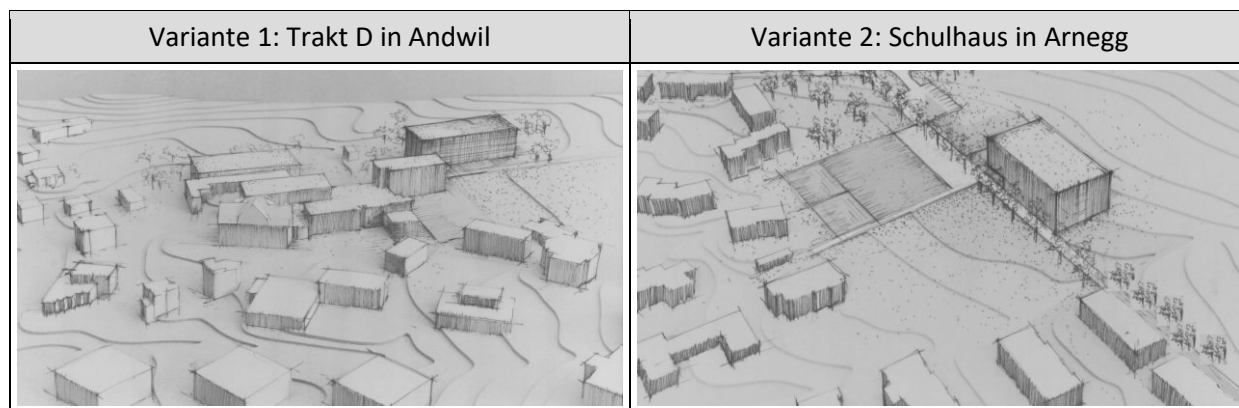 Variante 1: Trakt D in Andwil
Variante 2: Schulhaus in Arnegg